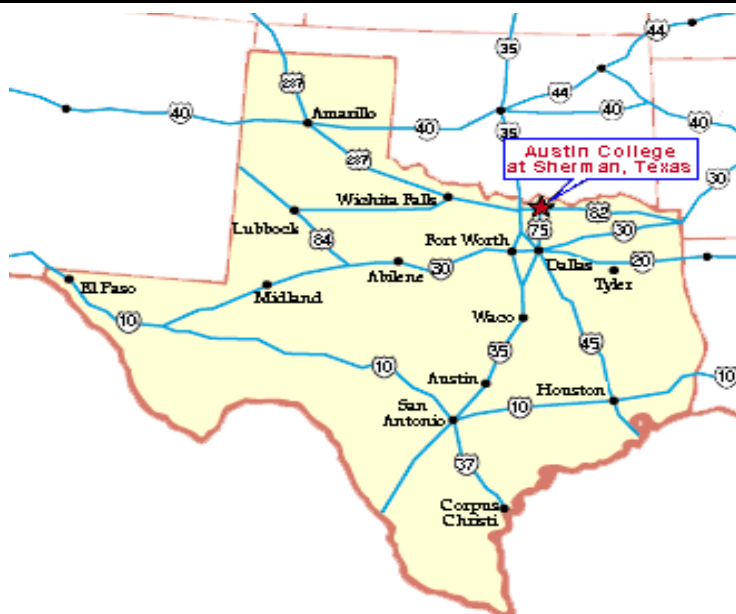 44
35
287
44
40
40
40
40
Amarillo
35
Austin College
at Sherman, Texas
287
30
Wichita Falls
82
Lubbock
75
84
30
Fort Worth
Dallas
20
Abilene
30
Tyler
El Paso
Midland
10
Waco
35
45
10
10
Austin
Houston
San
Antonio
10
37
Corpus
Christi